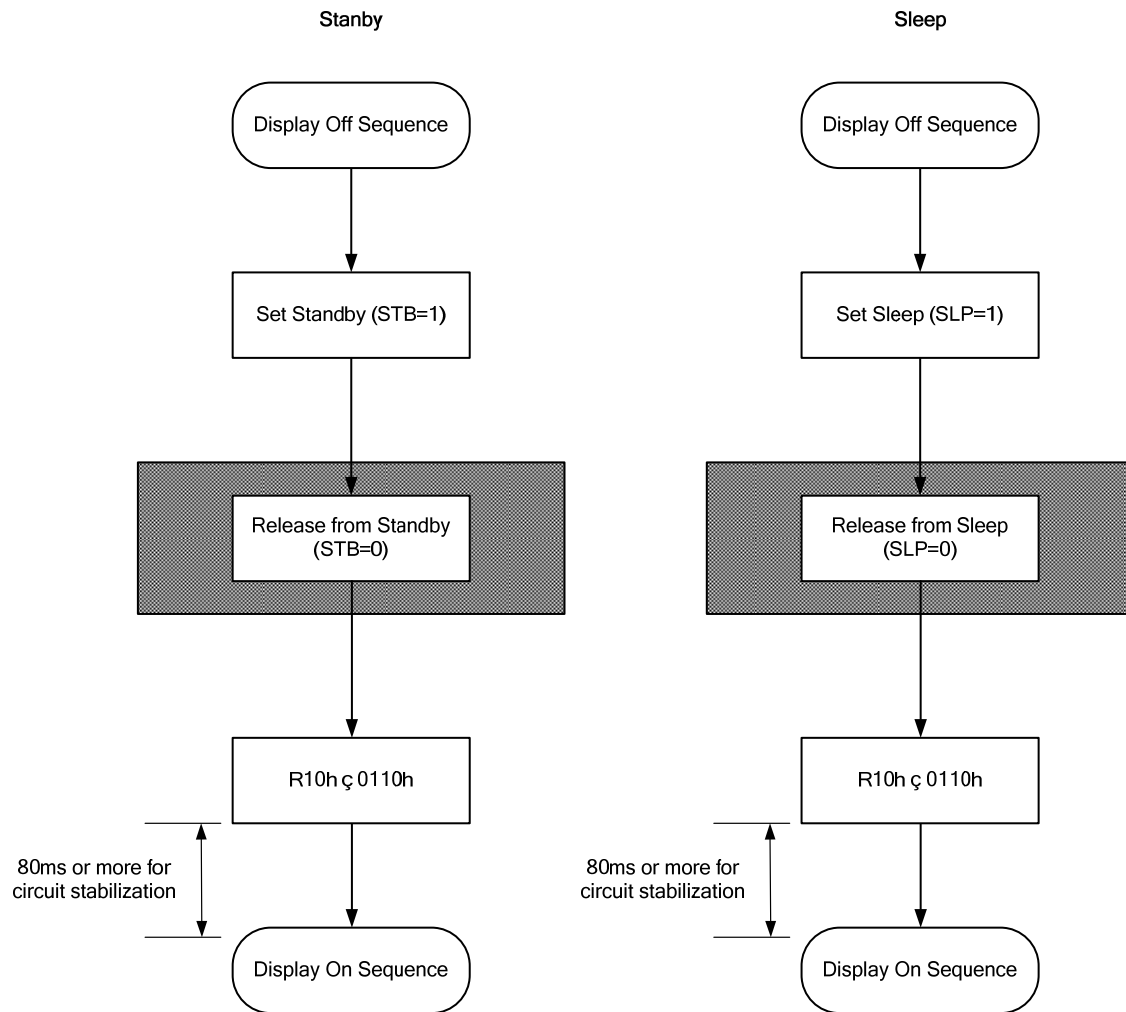 Stanby
Display Off Sequence
Set Standby (STB=1)
Release from Standby
(STB=0)
R10h ç 0110h
80ms or more for
circuit stabilization
Display On Sequence
Sleep
Display Off Sequence
Set Sleep (SLP=1)
Release from Sleep
(SLP=0)
R10h ç 0110h
80ms or more for
circuit stabilization
Display On Sequence